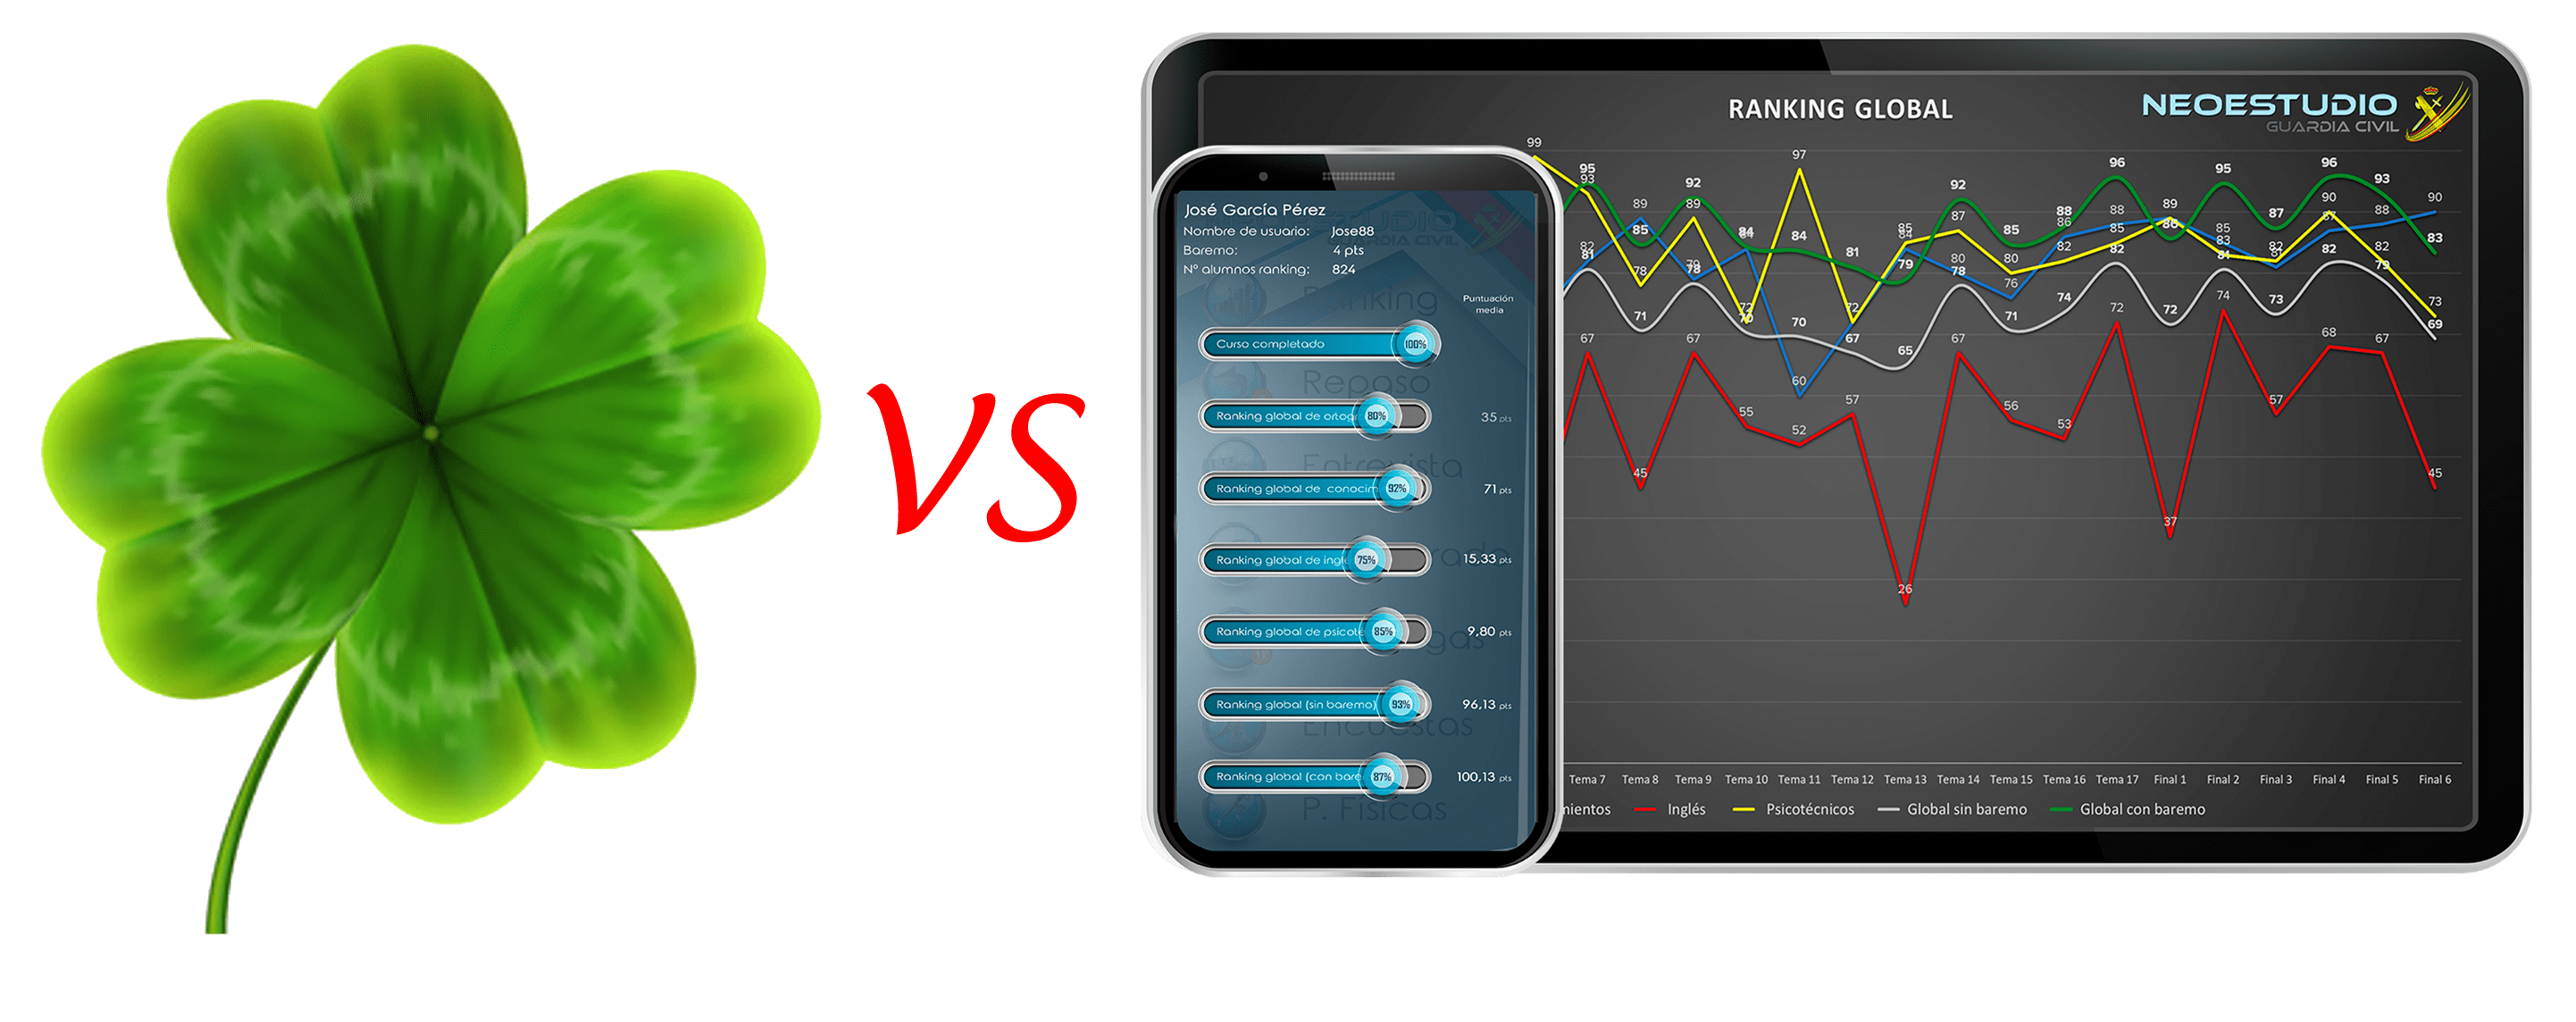 VS
José García Pérez
Nombre de usuario: Jose88
Baremo: 4 pts
Nº alumnos ranking: 824
Puntuación
media
Curso completado 100%
Ranking global de ortogr 80% 35 pts
Ranking global de conocim 92% 71 pts
Ranking global de inglé 75% 15,33 pts
Ranking global de psicoté 85% 9,80 pts
Ranking global (sin baremo) 93% 96,13 pts
Ranking global (con bare 87% 100,13 pts
Ranking
Repaso
Entrevista
Encuestas
P. Físicas
RANKING GLOBAL
NEOESTUDIO
GUARDIA CIVIL
99
95 93 82 81 67
89 85 78 71 45
92 89 79 78 67
84 84 72 70 55
97 84 70 60 52
81 72 67 57
85 84 79 65 26
92 87 80 78 67
85 80 76 71 56
88 86 82 74 53
96 88 85 82 72
89 86 72 37
95 85 83 81 74
87 82 81 73 57
96 90 87 82 68
93 88 82 79 67
90 83 73 69 45
Tema 7 Tema 8 Tema 9 Tema 10 Tema 11 Tema 12 Tema 13 Tema 14 Tema 15 Tema 16 Tema 17 Final 1 Final 2 Final 3 Final 4 Final 5 Final 6
mientos Inglés Psicotécnicos Global sin baremo Global con baremo